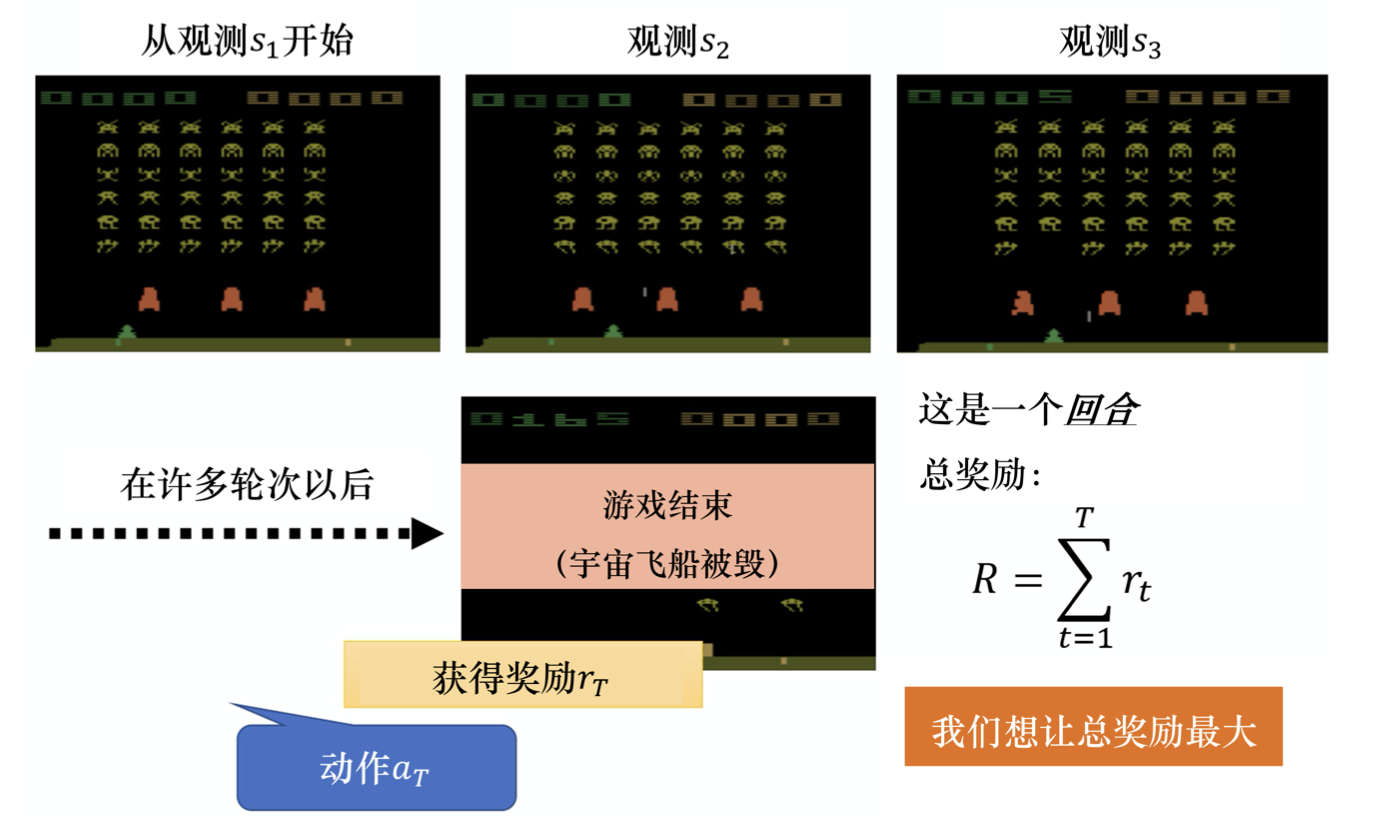 从观测s₁开始
观测s₂
观测s₃
0000 0000
0000 0000
0005 0000
在许多轮次以后
0165 0000
游戏结束
(宇宙飞船被毁)
获得奖励r_T
动作a_T
这是一个回合
总奖励：
R = ∑_{t=1}^{T} r_t
我们想让总奖励最大